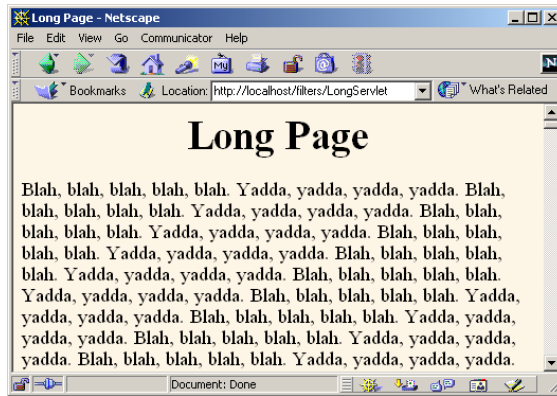 Long Page - Netscape
File Edit View Go Communicator Help
My
N
Bookmarks Location: http://localhost/filters/LongServlet What's Related
Long Page
Blah, blah, blah, blah, blah. Yadda, yadda, yadda, yadda. Blah,
blah, blah, blah, blah. Yadda, yadda, yadda, yadda. Blah, blah,
blah, blah, blah. Yadda, yadda, yadda, yadda. Blah, blah, blah,
blah, blah. Yadda, yadda, yadda, yadda. Blah, blah, blah, blah,
blah. Yadda, yadda, yadda, yadda. Blah, blah, blah, blah, blah.
Yadda, yadda, yadda, yadda. Blah, blah, blah, blah, blah. Yadda,
yadda, yadda, yadda. Blah, blah, blah, blah, blah. Yadda, yadda,
yadda, yadda. Blah, blah, blah, blah, blah. Yadda, yadda, yadda,
yadda. Blah, blah, blah, blah, blah. Yadda, yadda, yadda, yadda.
Document: Done